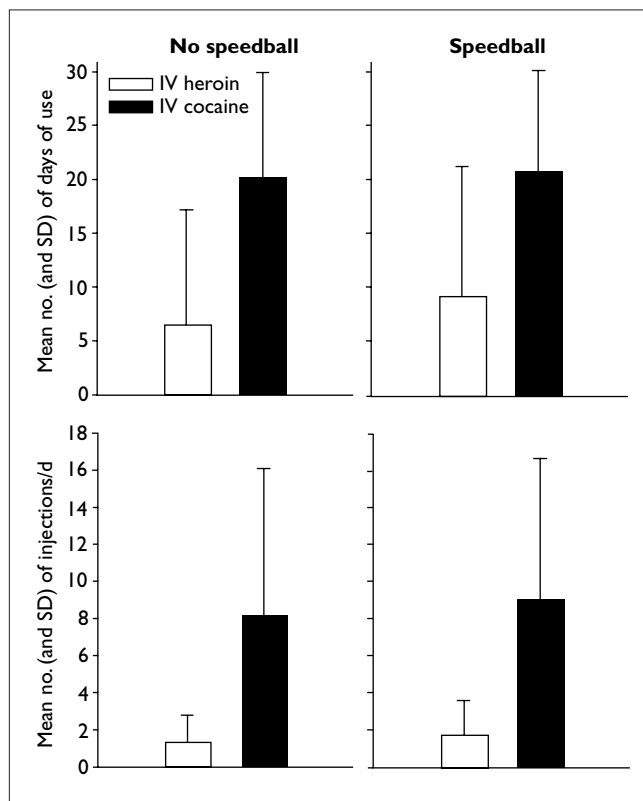 No speedball
Speedball
IV heroin
IV cocaine
Mean no. (and SD) of days of use
30
25
20
15
10
5
0
Mean no. (and SD) of injections/d
18
16
14
12
10
8
6
4
2
0